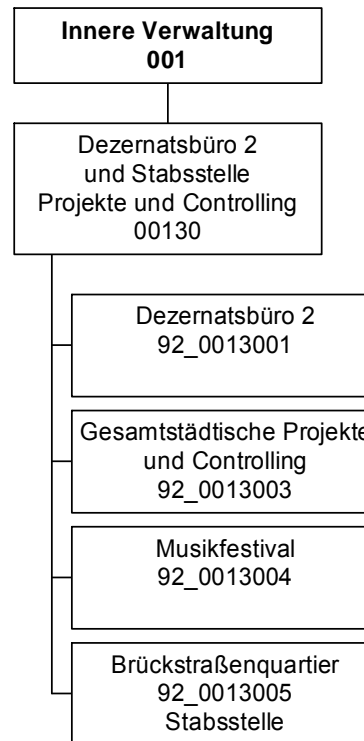 Innere Verwaltung
001
Dezernatsbüro 2
und Stabsstelle
Projekte und Controlling
00130
Dezernatsbüro 2
92_0013001
Gesamtstädtische Projekte
und Controlling
92_0013003
Musikfestival
92_0013004
Brückstraßenquartier
92_0013005
Stabsstelle